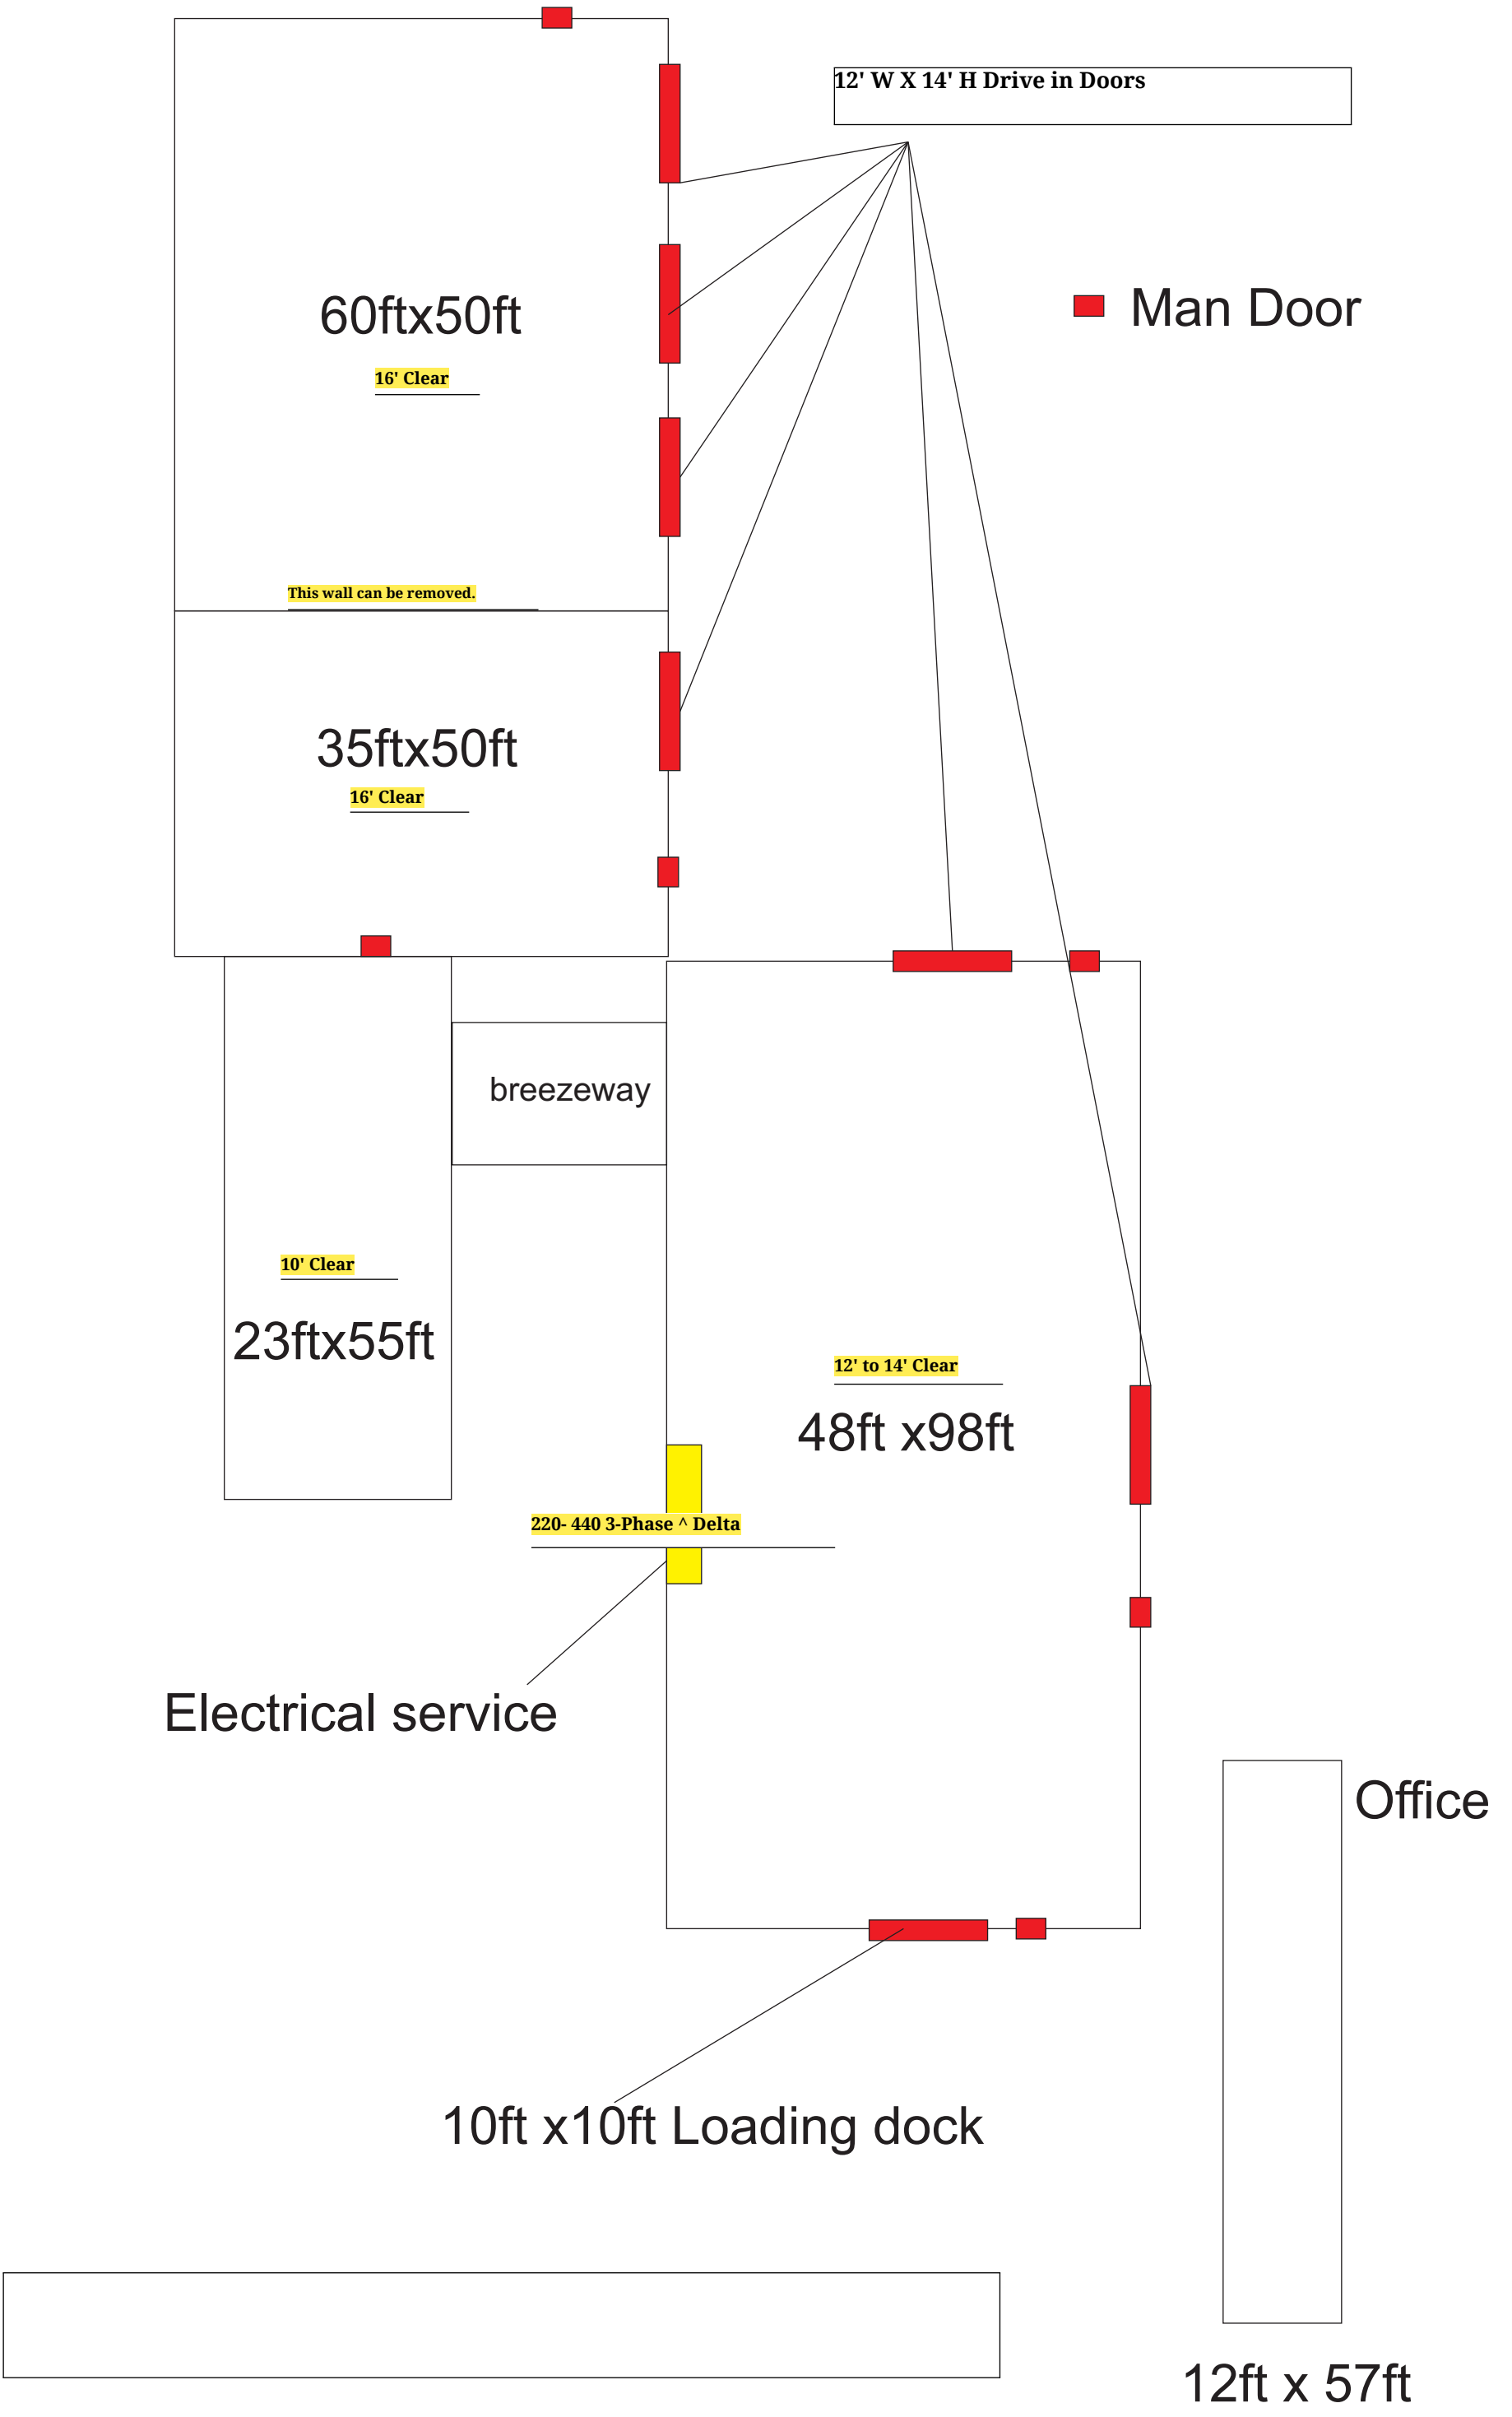 12' W X 14' H Drive in Doors
Man Door
60ftx50ft
16' Clear
This wall can be removed.
35ftx50ft
16' Clear
breezeway
10' Clear
23ftx55ft
12' to 14' Clear
48ft x98ft
220- 440 3-Phase ^ Delta
Electrical service
Office
10ft x10ft Loading dock
12ft x 57ft